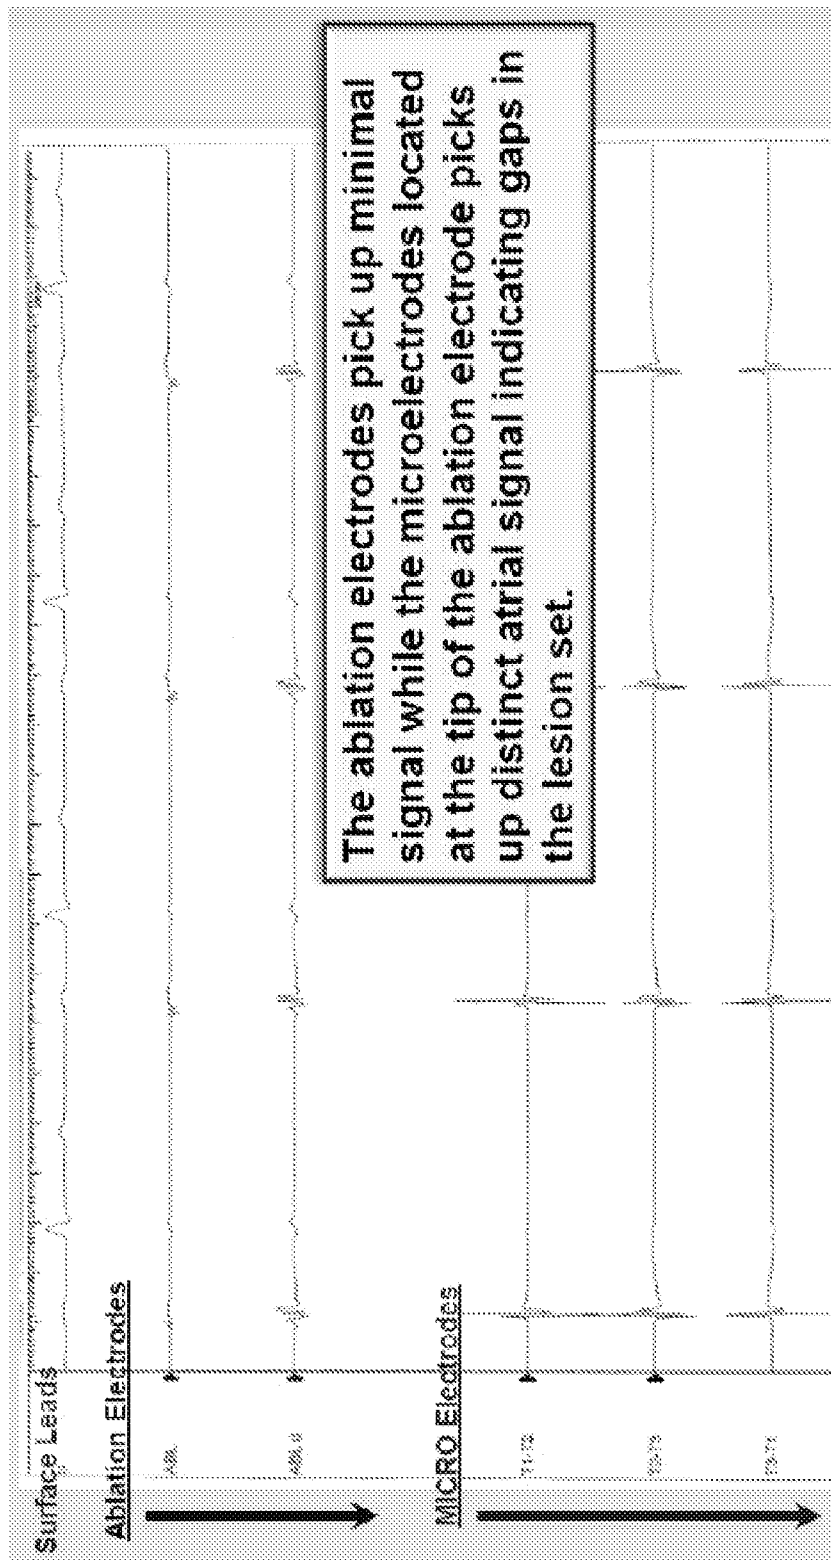 Surface Leads
Ablation Electrodes
ABL
MICRO Electrodes
The ablation electrodes pick up minimal
signal while the microelectrodes located
at the tip of the ablation electrode picks
up distinct atrial signal indicating gaps in
the lesion set.